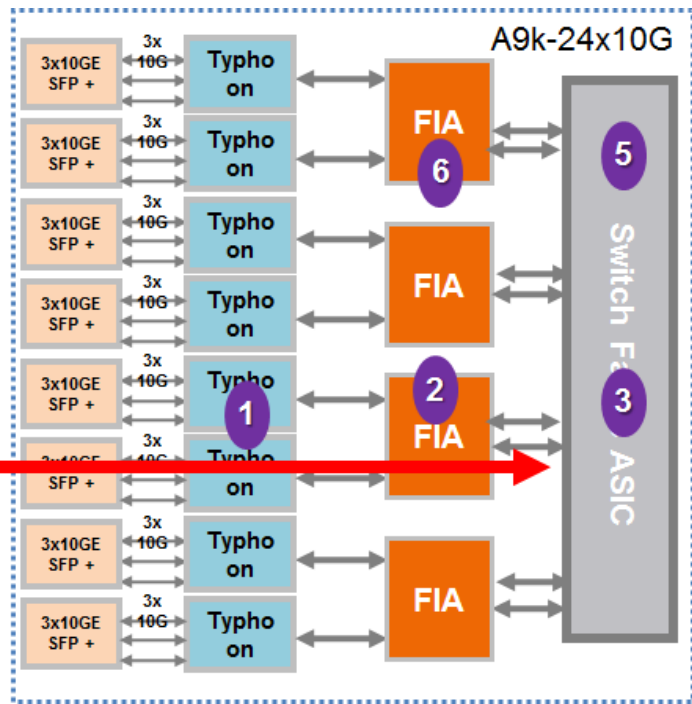 A9k-24x10G
3x10GE
SFP +
3x
10G
Typho
on
3x10GE
SFP +
3x
10G
Typho
on
FIA
6
3x10GE
SFP +
3x
10G
Typho
on
3x10GE
SFP +
3x
10G
Typho
on
FIA
3x10GE
SFP +
3x
10G
Typho
1
3x10GE
SFP +
3x
10G
Typho
on
2
FIA
3x10GE
SFP +
3x
10G
Typho
on
3x10GE
SFP +
3x
10G
Typho
on
FIA
5
Switch Fa
3
ASIC